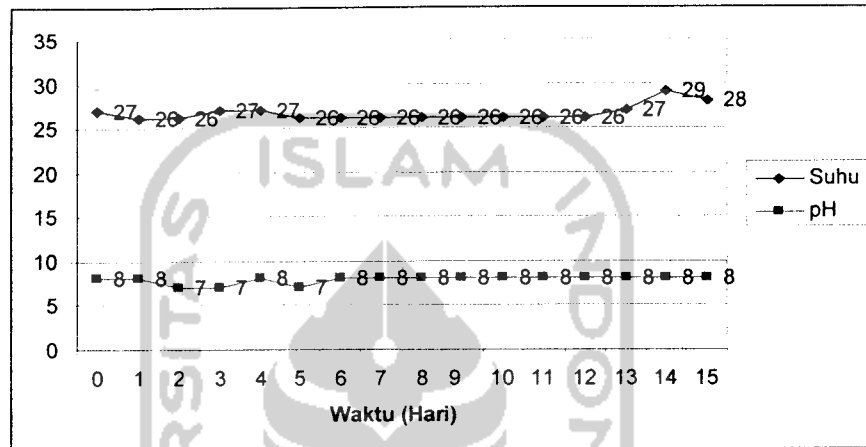 35
30
25
20
15
10
5
0
27 26 26 27 27 26 26 26 26 26 26 26 26 27 29 28
8 8 7 7 8 7 8 8 8 8 8 8 8 8 8 8
0 1 2 3 4 5 6 7 8 9 10 11 12 13 14 15
Waktu (Hari)
Suhu
pH
ISLAM
RSITAS
INDON